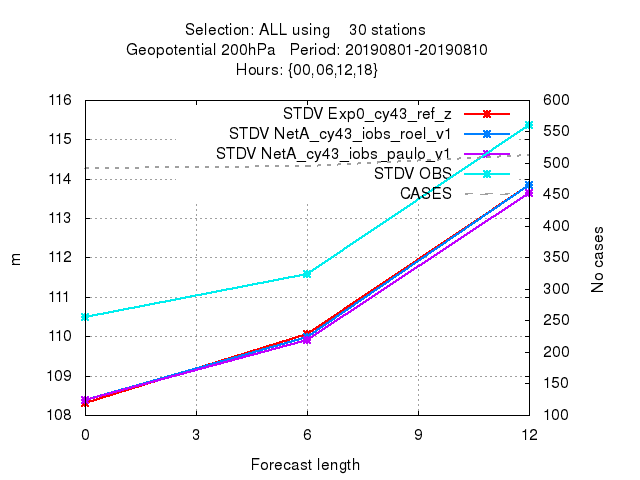 Selection: ALL using 30 stations
Geopotential 200hPa Period: 20190801-20190810
Hours: {00,06,12,18}
STDV Exp0_cy43_ref_z
STDV NetA_cy43_iobs_roel_v1
STDV NetA_cy43_iobs_paulo_v1
STDV OBS
CASES
116
115
114
113
112
111
110
109
108
m
600
550
500
450
400
350
300
250
200
150
100
No cases
0 3 6 9 12
Forecast length